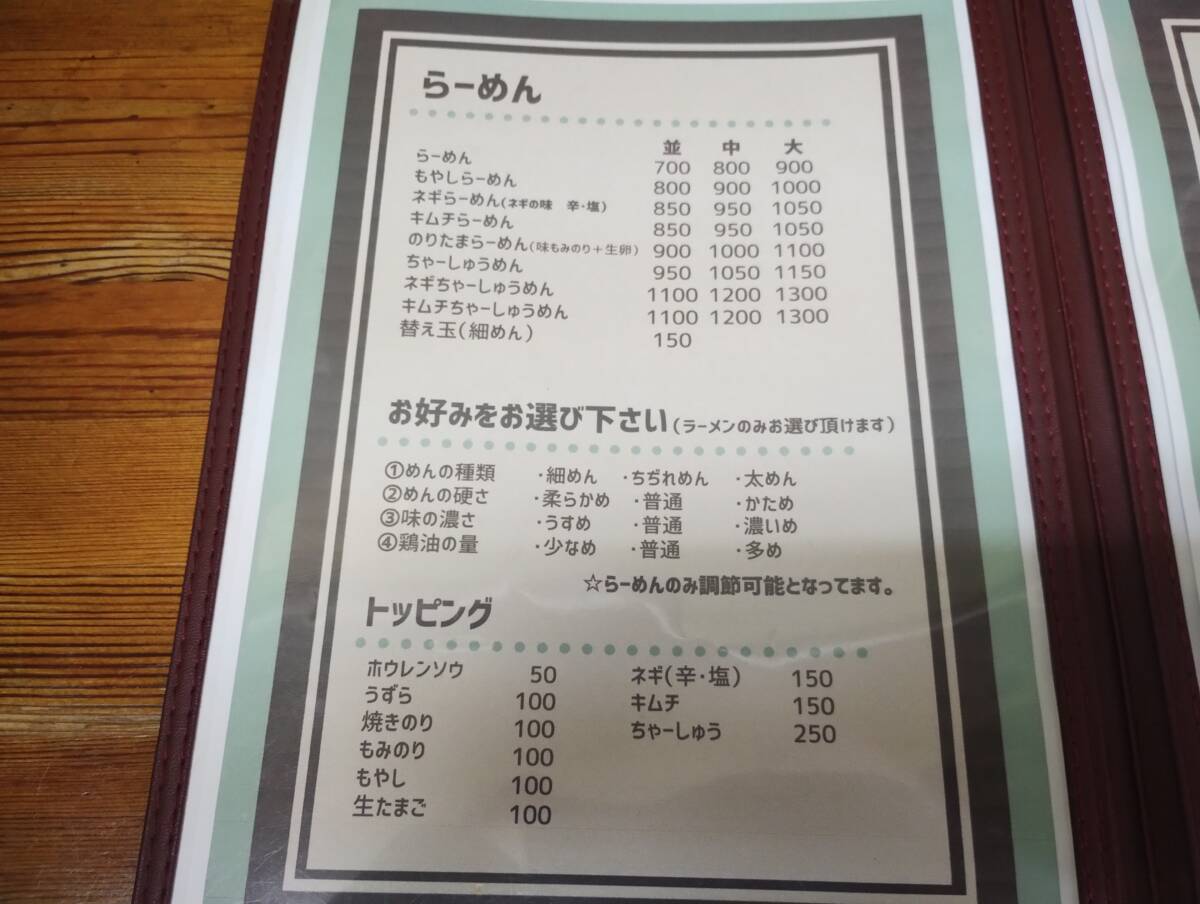 らーめん
並 中 大
らーめん 700 800 900
もやしらーめん 800 900 1000
ネギらーめん(ネギの味 辛・塩) 850 950 1050
キムチらーめん 850 950 1050
のりたまらーめん(味もみのり+生卵) 900 1000 1100
ちゃーしゅうめん 950 1050 1150
ネギちゃーしゅうめん 1100 1200 1300
キムチちゃーしゅうめん 1100 1200 1300
替え玉(細めん) 150
お好みをお選び下さい(ラーメンのみお選び頂けます)
①めんの種類 ・細めん ・ちぢれめん ・太めん
②めんの硬さ ・柔らかめ ・普通 ・かため
③味の濃さ ・うすめ ・普通 ・濃いめ
④鶏油の量 ・少なめ ・普通 ・多め
☆らーめんのみ調節可能となってます。
トッピング
ホウレンソウ 50 ネギ(辛・塩) 150
うずら 100 キムチ 150
焼きのり 100 ちゃーしゅう 250
もみのり 100
もやし 100
生たまご 100